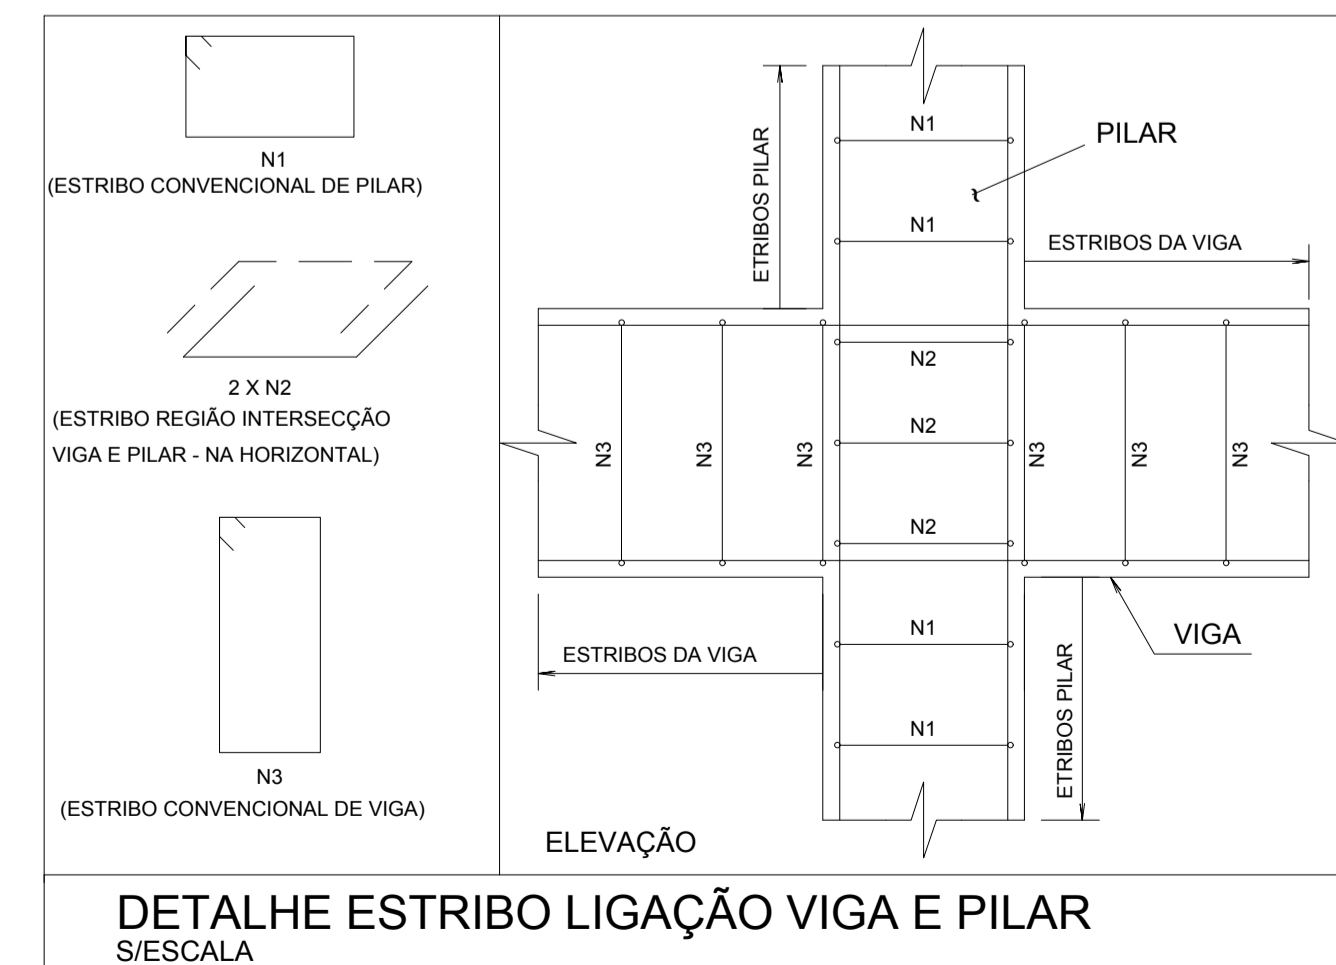 N1
(ESTRIBO CONVENCIONAL DE PILAR)
2 X N2
(ESTRIBO REGIÃO INTERSECÇÃO
VIGA E PILAR - NA HORIZONTAL)
N3
(ESTRIBO CONVENCIONAL DE VIGA)
ETRIBOS PILAR
N1
PILAR
N1
ESTRIBOS DA VIGA
N2
N2
N3
N3
N3
N3
N3
N3
N2
N1
ESTRIBOS DA VIGA
VIGA
ETRIBOS PILAR
N1
ELEVAÇÃO
DETALHE ESTRIBO LIGAÇÃO VIGA E PILAR
S/ESCALA